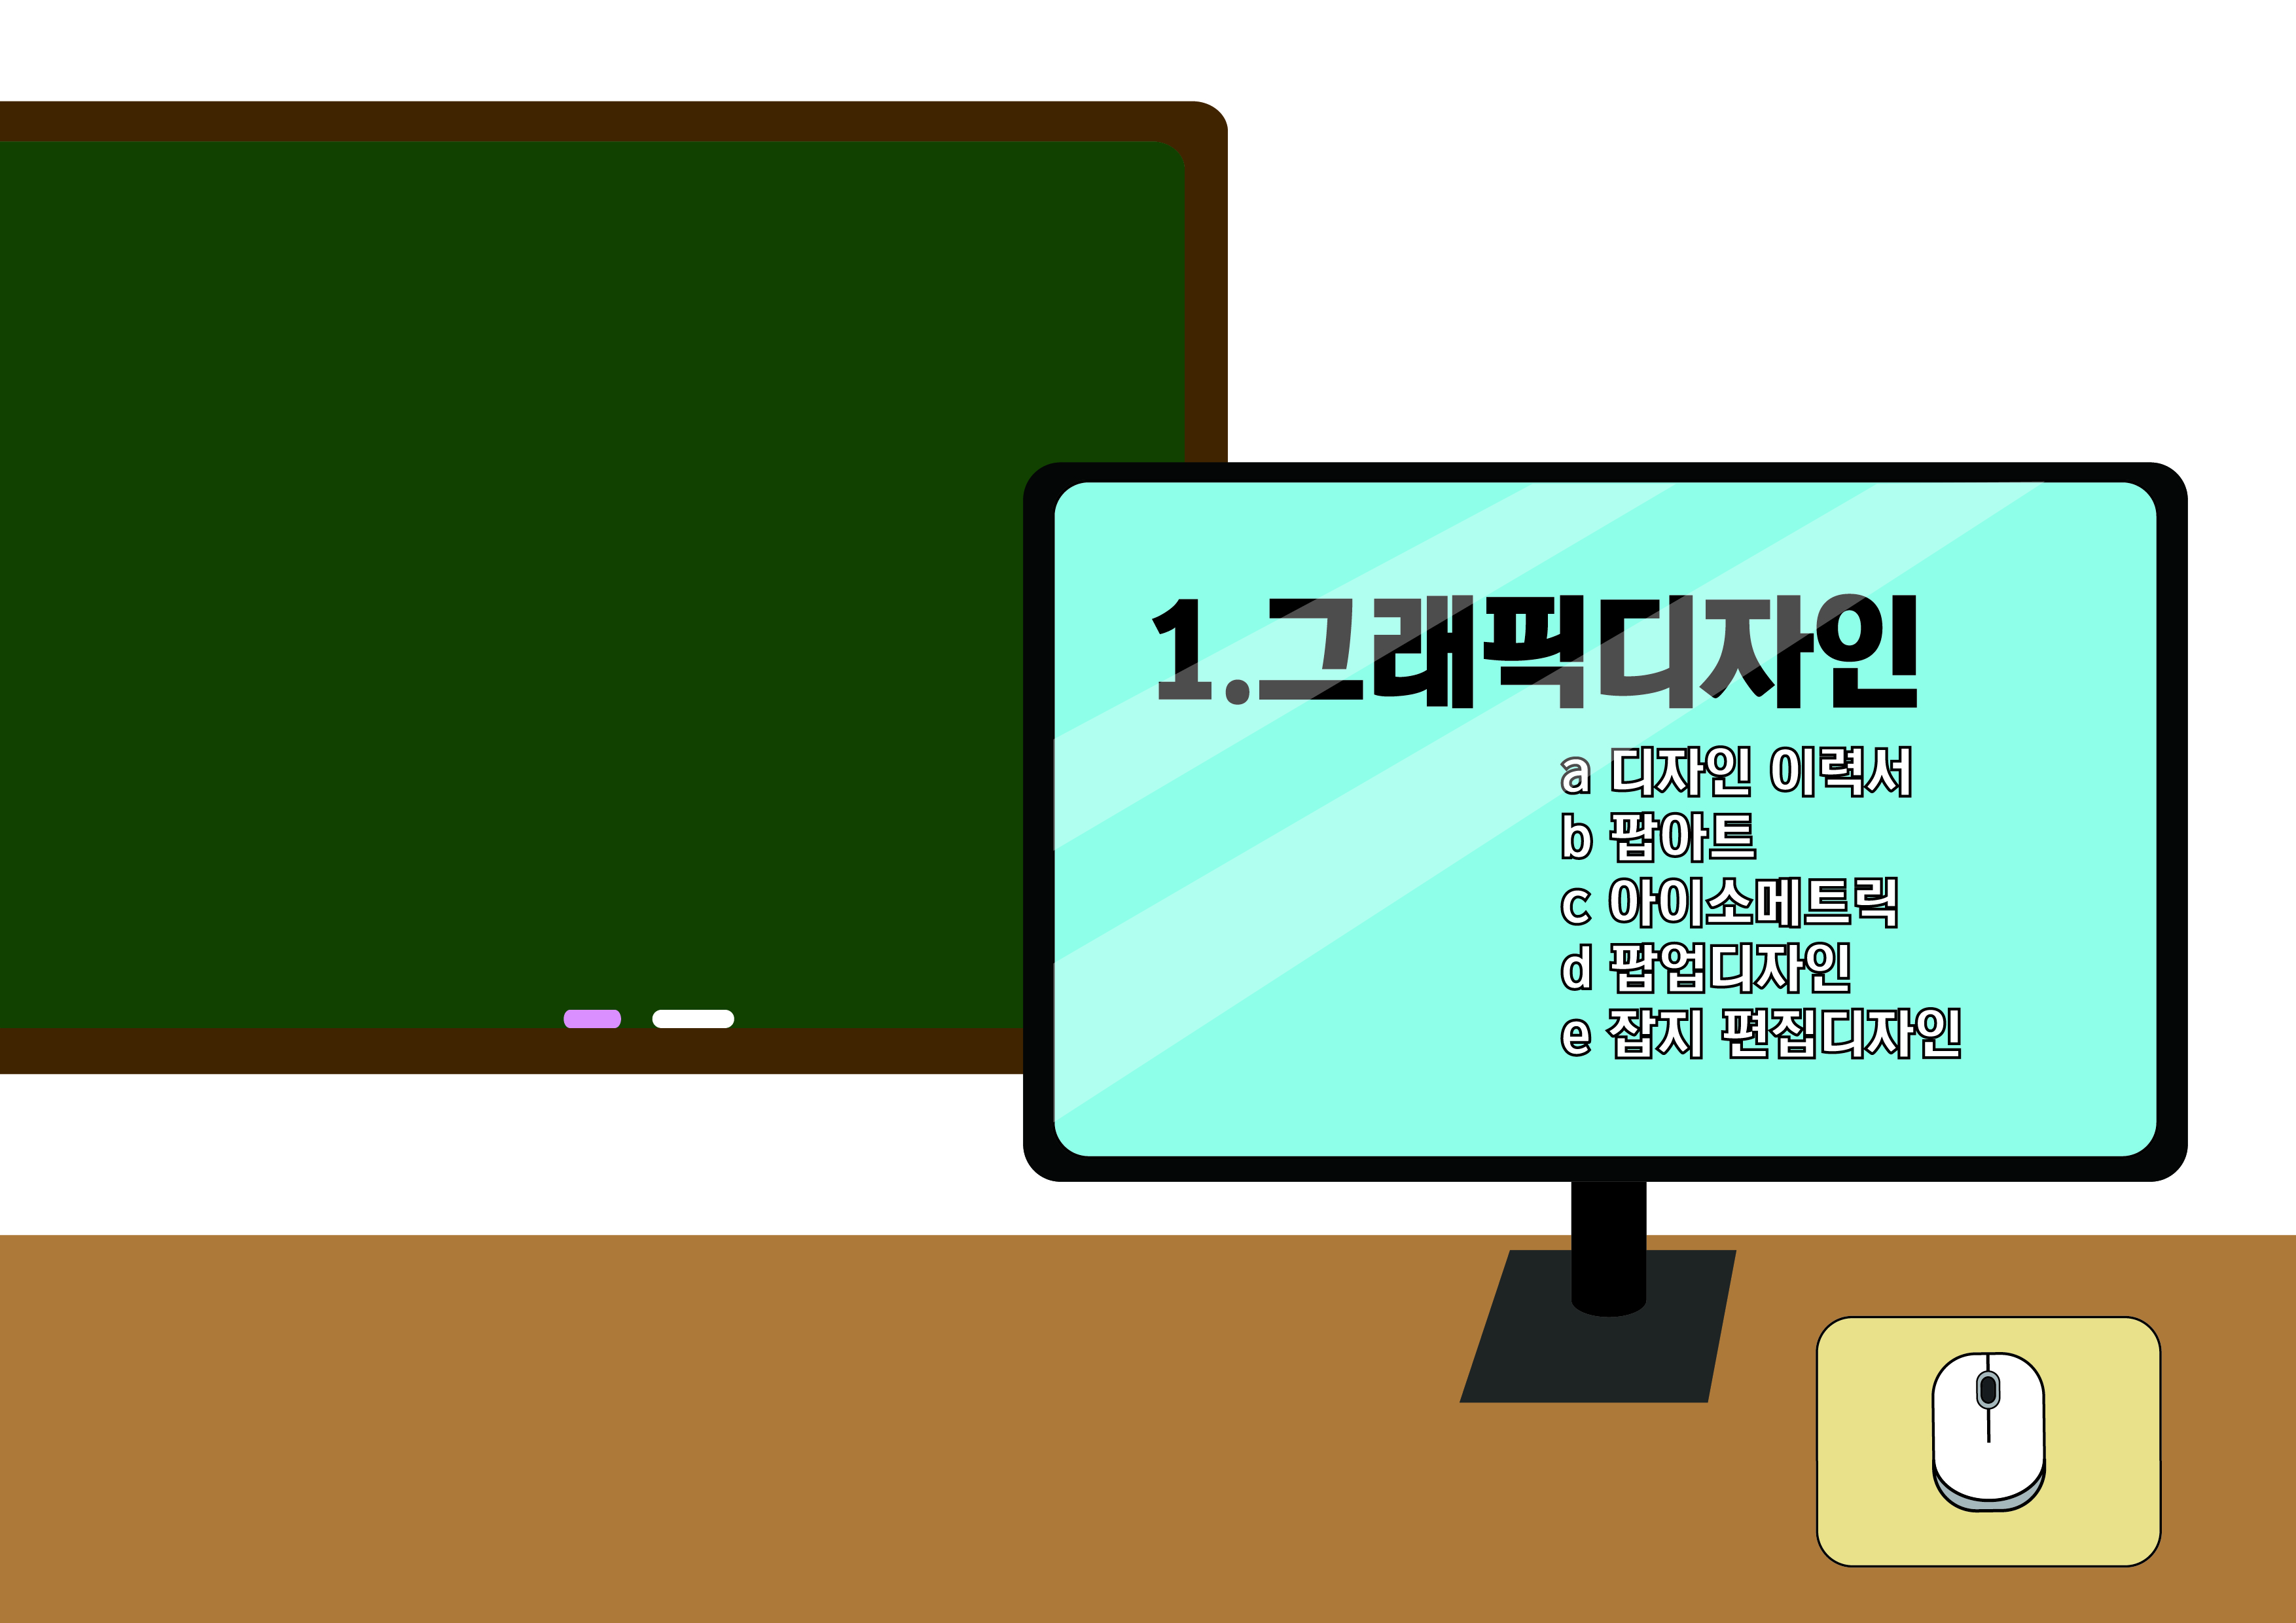 1.그래픽디자인
a 디자인 이력서
b 팝아트
c 아이소메트릭
d 팝업디자인
e 잡지 편집디자인